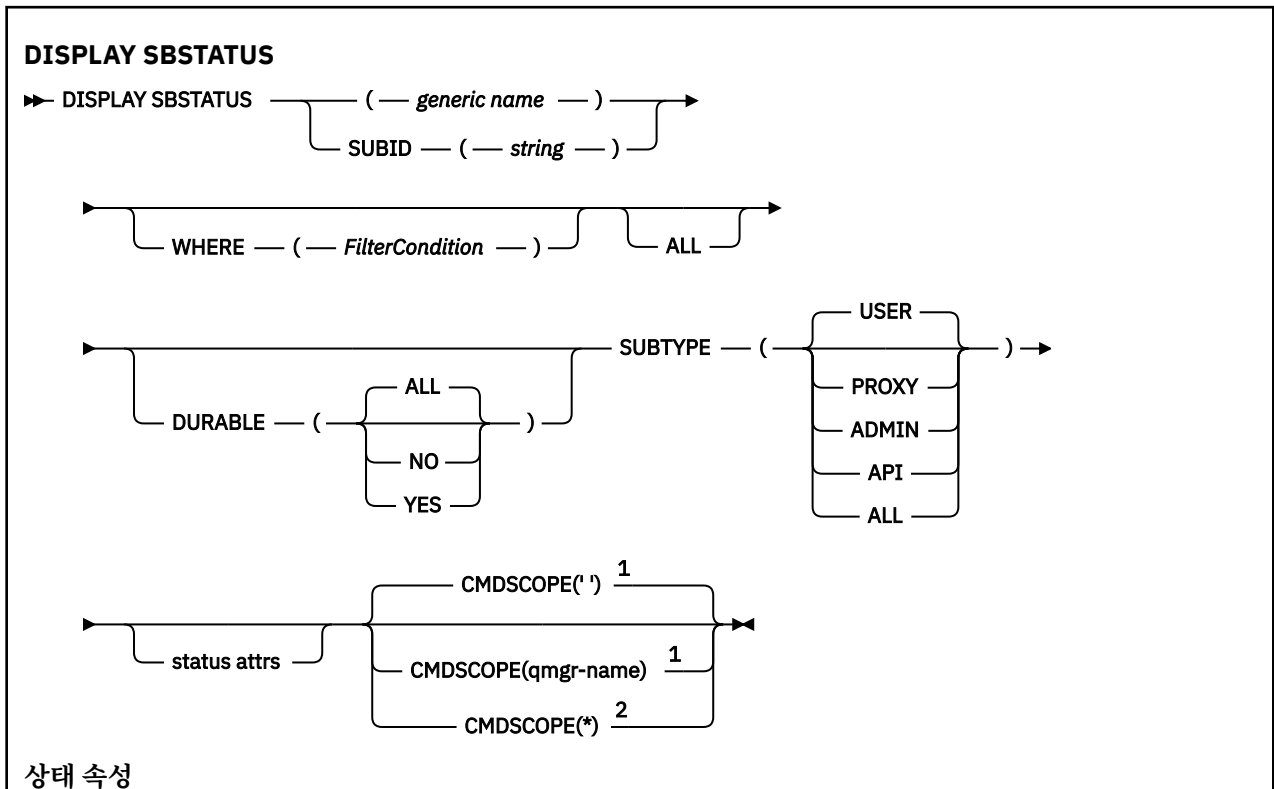 DISPLAY SBSTATUS
DISPLAY SBSTATUS ( generic name )
SUBID ( string )
WHERE ( FilterCondition ) ALL
USER
DURABLE ( ALL NO YES ) SUBTYPE ( PROXY ADMIN API ALL )
CMDSCOPE(' ') 1
status attrs
CMDSCOPE(qmgr-name) 1
CMDSCOPE(*) 2
상태 속성